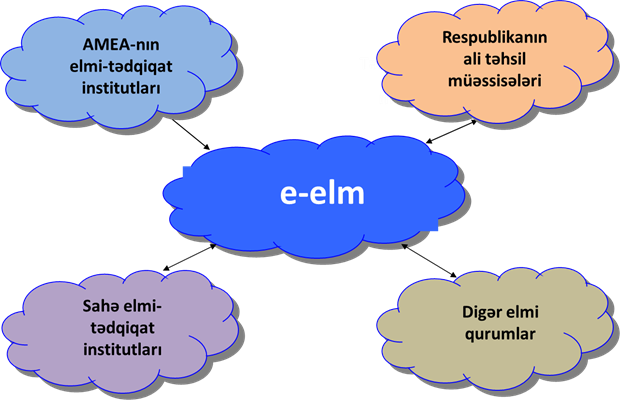 AMEA-nın
elmi-tədqiqat
institutları
Respublikanın
ali təhsil
müəssisələri
e-elm
Sahə elmi-
tədqiqat
institutları
Digər elmi
qurumlar